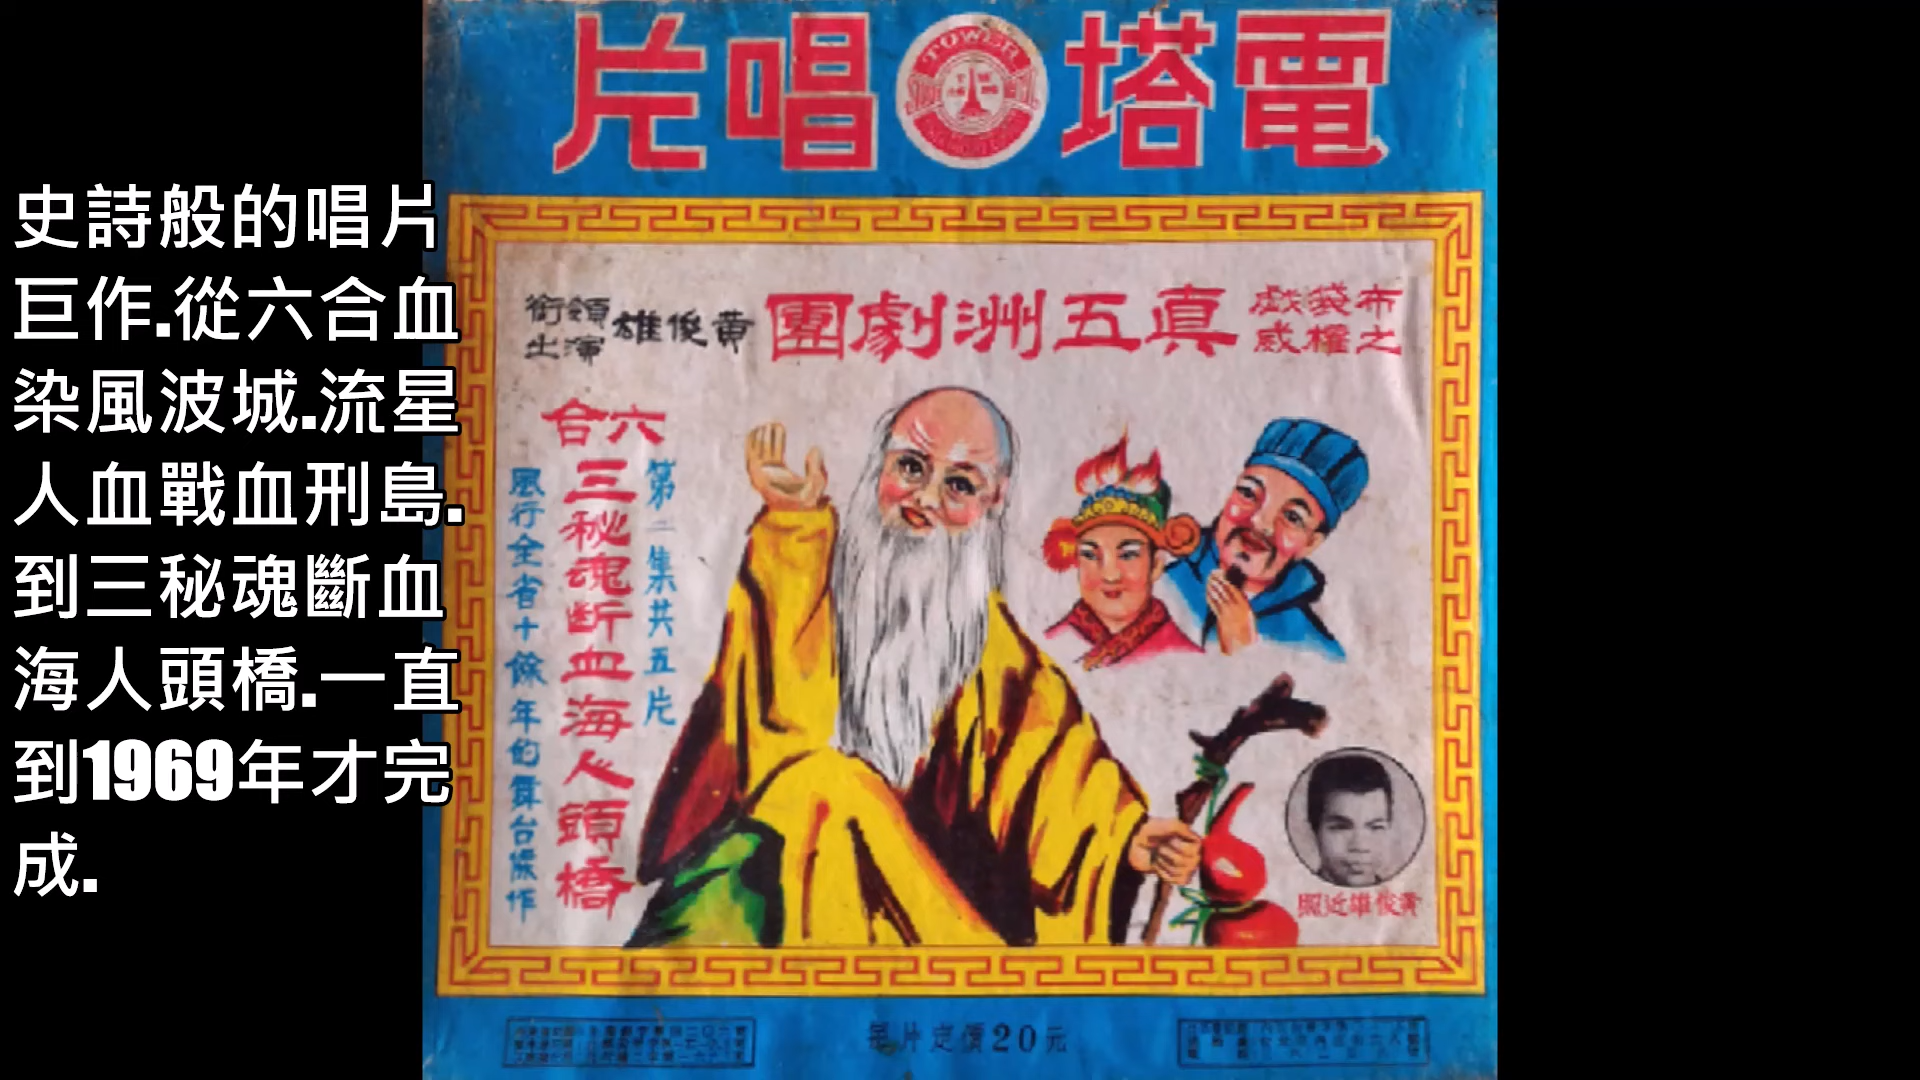 史詩般的唱片
巨作.從六合血
染風波城.流星
人血戰血刑島.
到三秘魂斷血
海人頭橋.一直
到1969年才完
成.
電塔唱片
TOWER
布袋戲之權威
真五洲劇團
黃俊雄
領銜出演
六合
三秘魂断血海人頭橋
第二集共五片
風行全省十餘年的舞台傑作
黃俊雄近照
每片定價20元